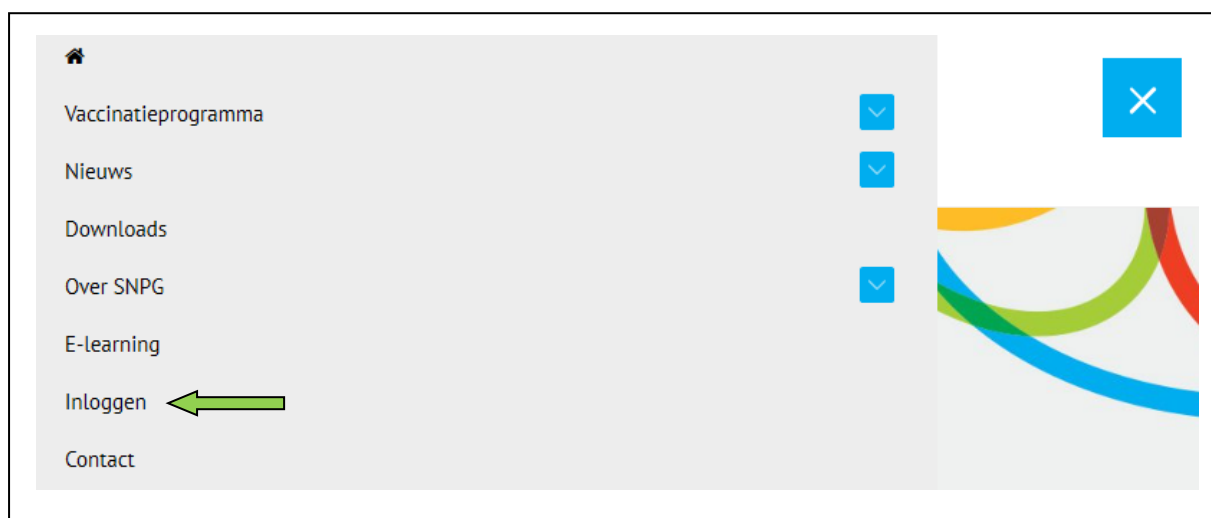 Vaccinatieprogramma
Nieuws
Downloads
Over SNPG
E-learning
Inloggen
Contact